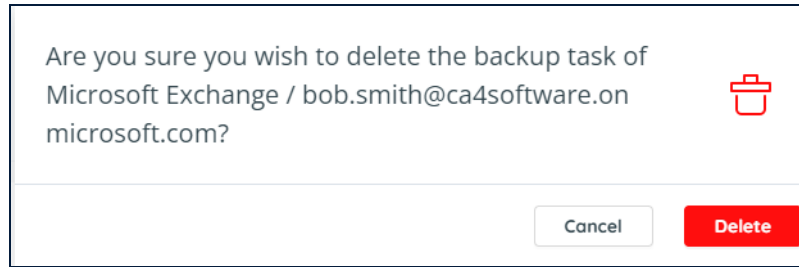 Are you sure you wish to delete the backup task of
Microsoft Exchange / bob.smith@ca4software.on
microsoft.com?
Cancel
Delete